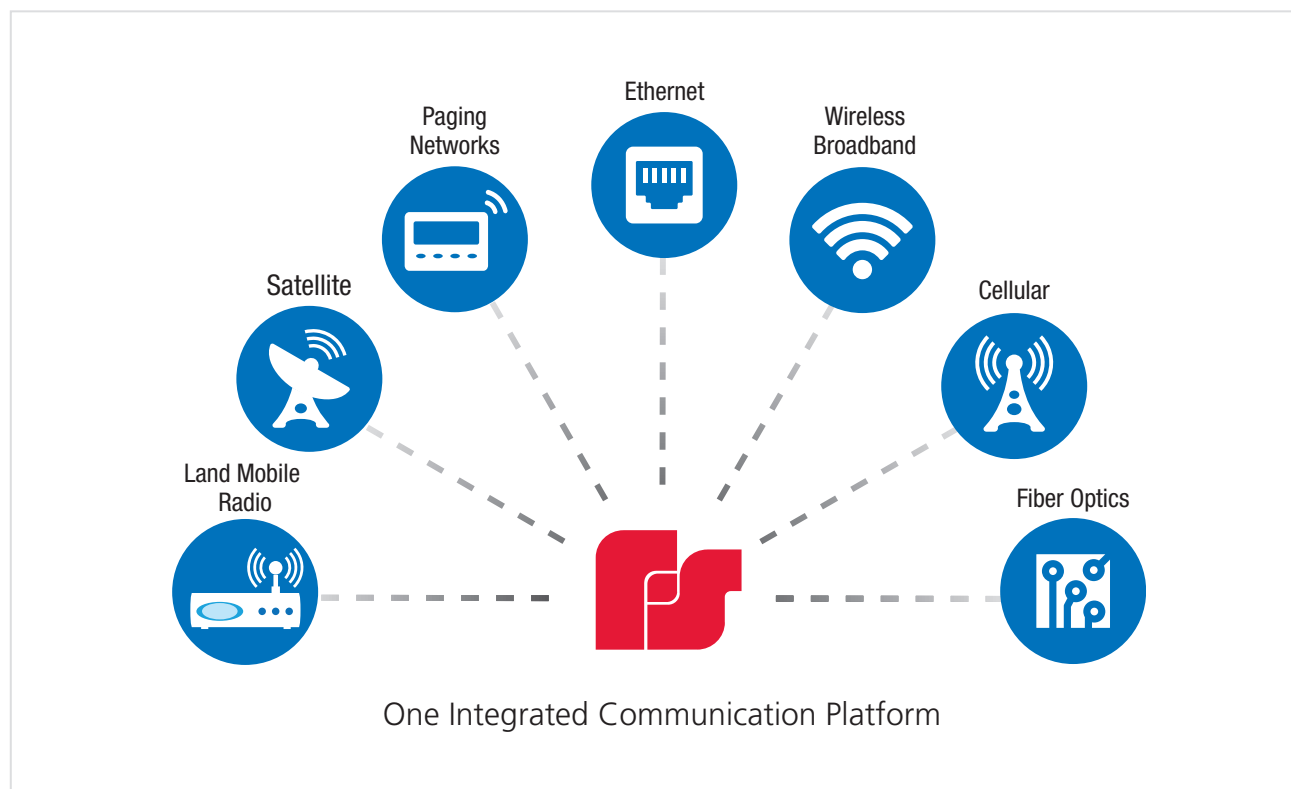 Ethernet
Paging
Networks
Wireless
Broadband
Satellite
Cellular
Land Mobile
Radio
Fiber Optics
One Integrated Communication Platform